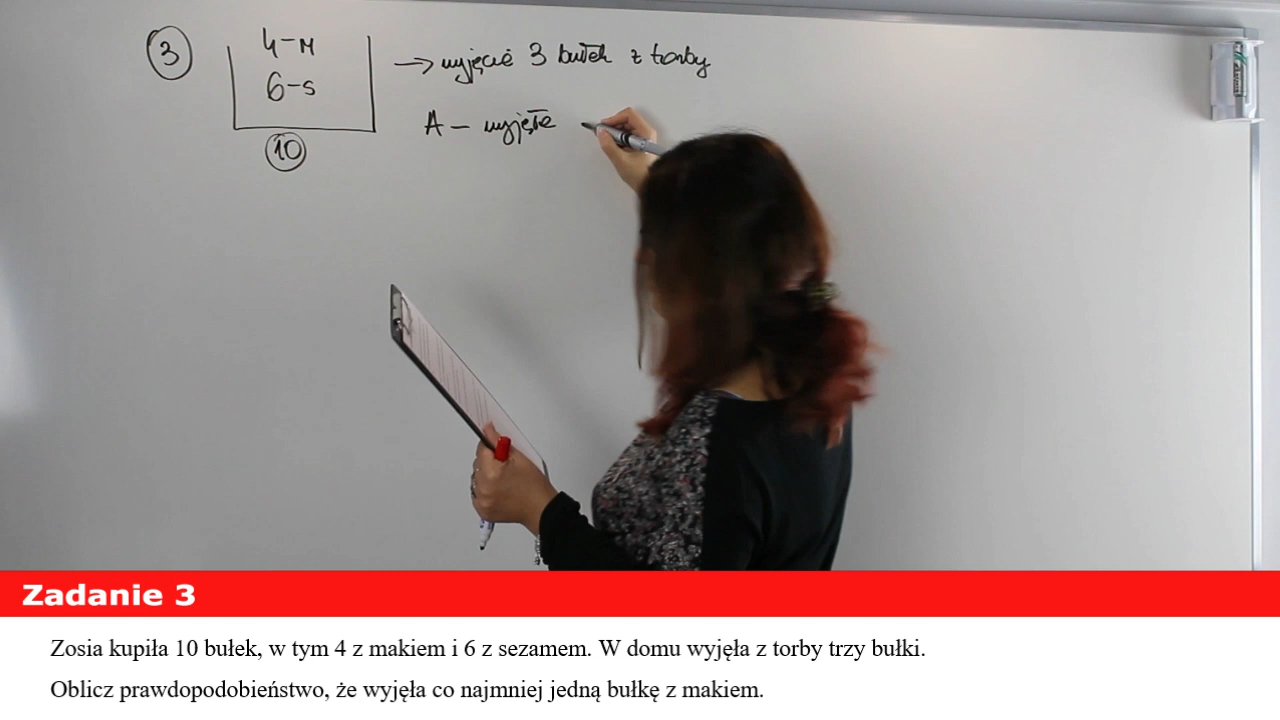 3
4-M
6-s
10
→ wyjęcie 3 bułek z torby
A - wyjęte
Zadanie 3
Zosia kupiła 10 bułek, w tym 4 z makiem i 6 z sezamem. W domu wyjęła z torby trzy bułki.
Oblicz prawdopodobieństwo, że wyjęła co najmniej jedną bułkę z makiem.